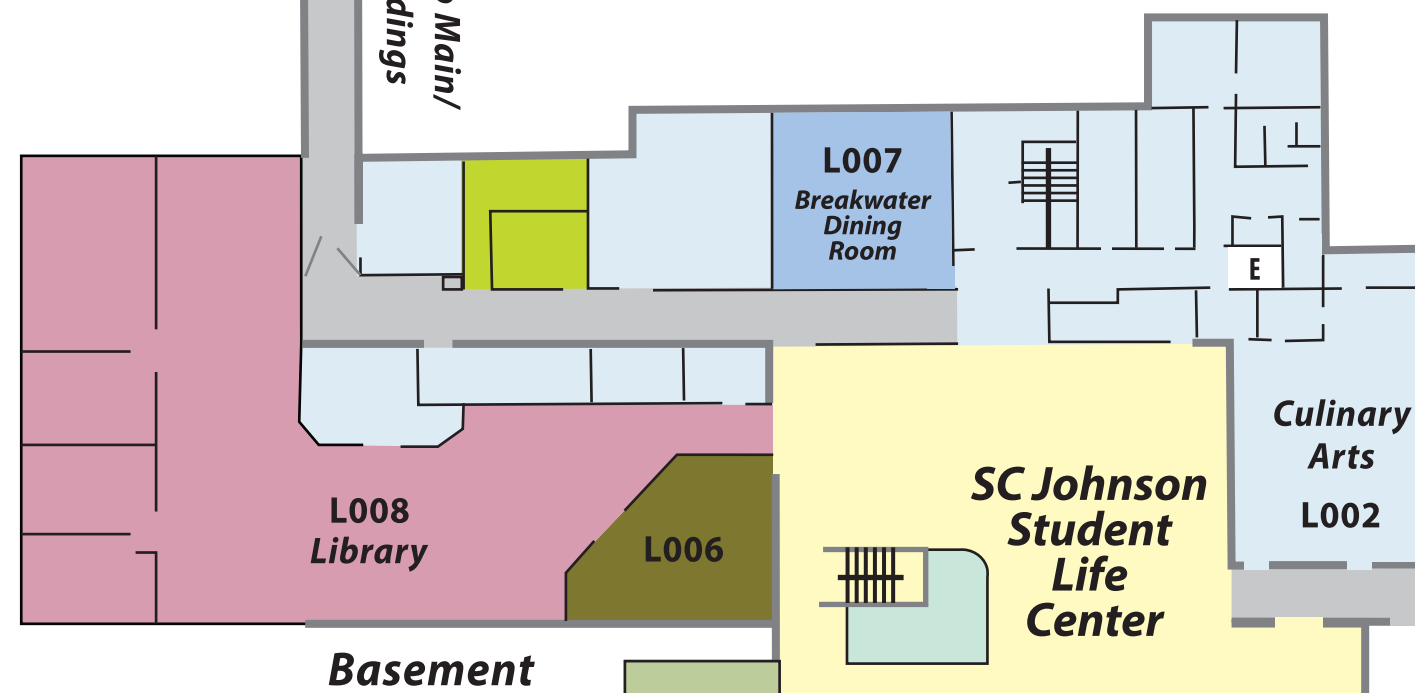 Main/
dings
L007
Breakwater
Dining
Room
E
Culinary
Arts
L002
SC Johnson
Student
Life
Center
L008
Library
L006
Basement